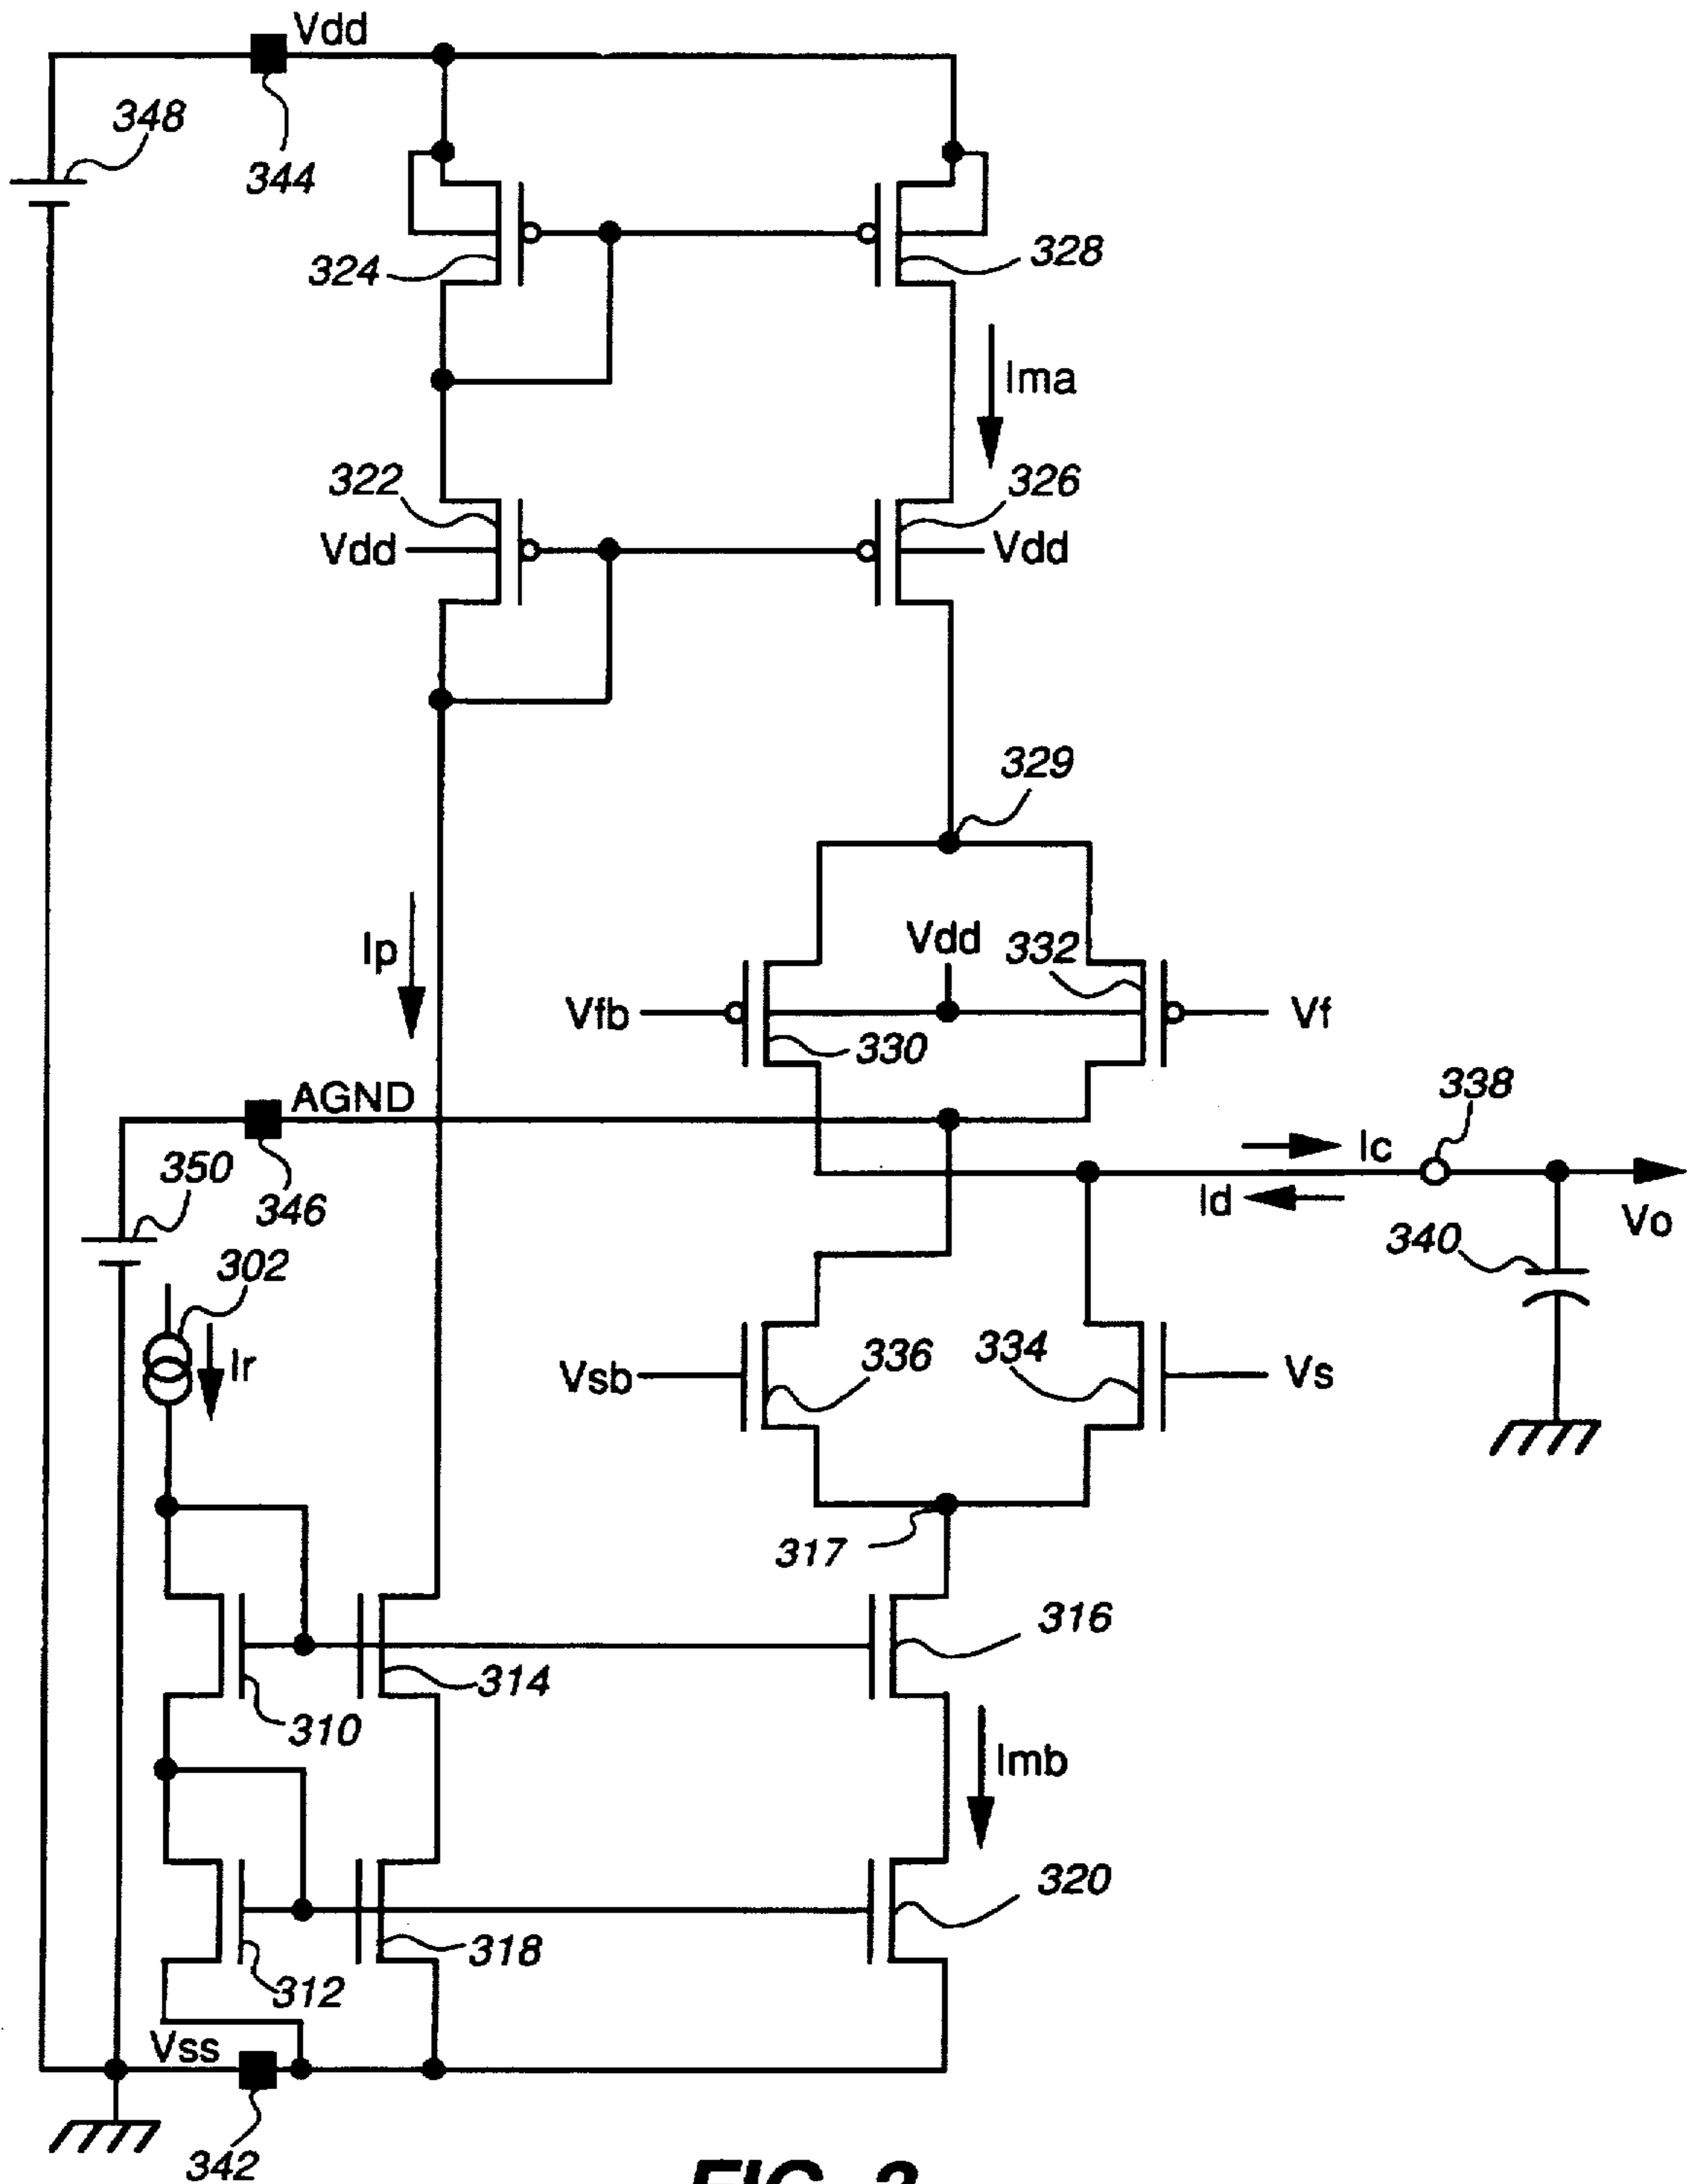 Vdd
348
344
324
328
Ima
322
326
Vdd
Vdd
329
Ip
Vdd
332
Vfb
Vf
330
AGND
338
Ic
350
346
Id
Vo
340
302
Ir
Vsb
336
334
Vs
317
316
314
310
Imb
320
318
312
Vss
342